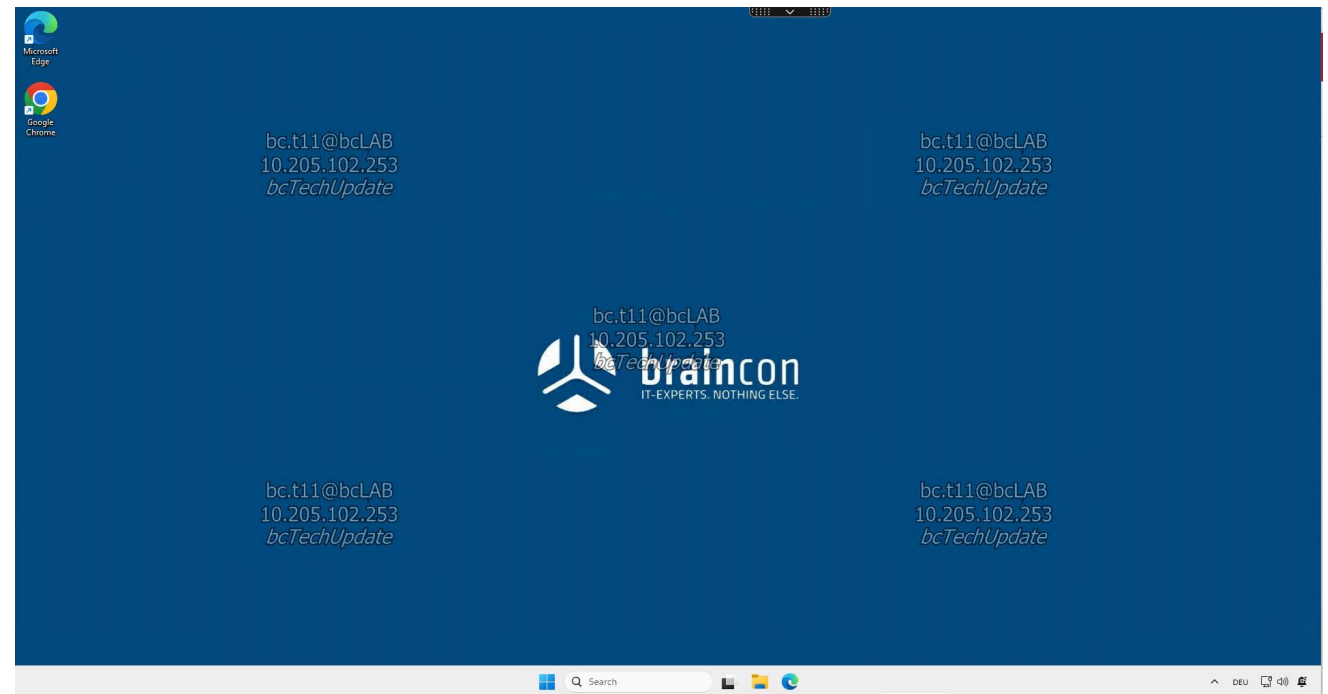 Microsoft
Edge
Google
Chrome
bc.t11@bcLAB
10.205.102.253
bcTechUpdate
bc.t11@bcLAB
10.205.102.253
bcTechUpdate
bc.t11@bcLAB
10.205.102.253
bcTechUpdate
braincon
IT-EXPERTS. NOTHING ELSE.
bc.t11@bcLAB
10.205.102.253
bcTechUpdate
bc.t11@bcLAB
10.205.102.253
bcTechUpdate
Search
DEU